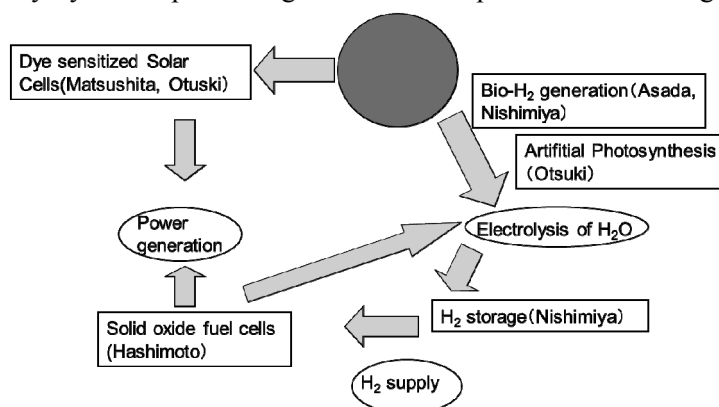 Dye sensitized Solar
Cells(Matsushita, Otuski)
Bio-H₂ generation(Asada,
Nishimiya)
Artifitial Photosynthesis
(Otsuki)
Power
generation
Electrolysis of H₂O
Solid oxide fuel cells
(Hashimoto)
H₂ storage(Nishimiya)
H₂ supply